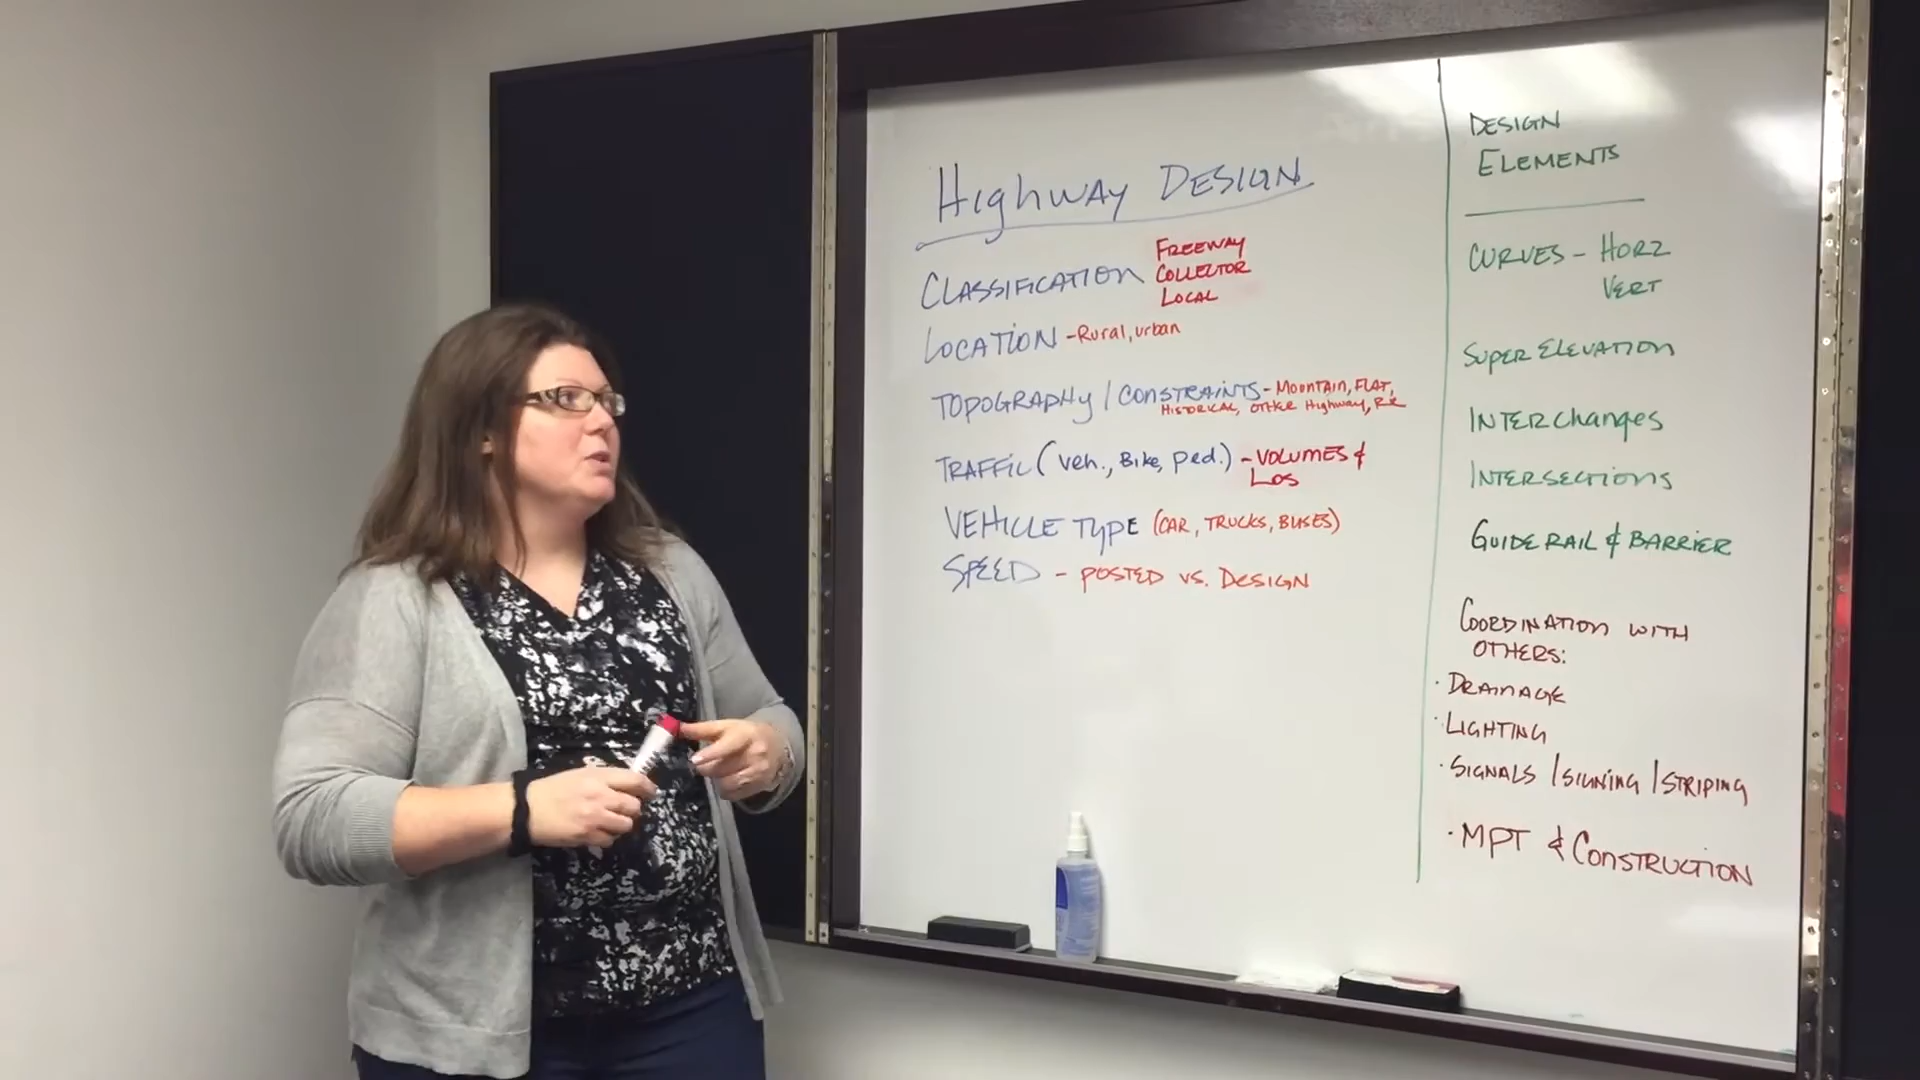 Highway DESIGN
CLASSIFICATION
FREEWAY
COLLECTOR
LOCAL
LOCATION - Rural, urban
TOPOGRAPHY / CONSTRAINTS - MOUNTAIN, FLAT,
HISTORICAL, OTHER Highway, RR
TRAFFIC (Veh., Bike, ped.) - VOLUMES &
LOS
VEHICLE TYPE (CAR, TRUCKS, BUSES)
SPEED - POSTED VS. DESIGN
DESIGN
ELEMENTS
CURVES - HORZ
VERT
SUPER ELEVATION
INTERchanges
INTERSECTIONS
GUIDE RAIL & BARRIER
COORDINATION WITH
OTHERS:
· DRAINAGE
· LIGHTING
· SIGNALS / SIGNING / STRIPING
· MPT & CONSTRUCTION